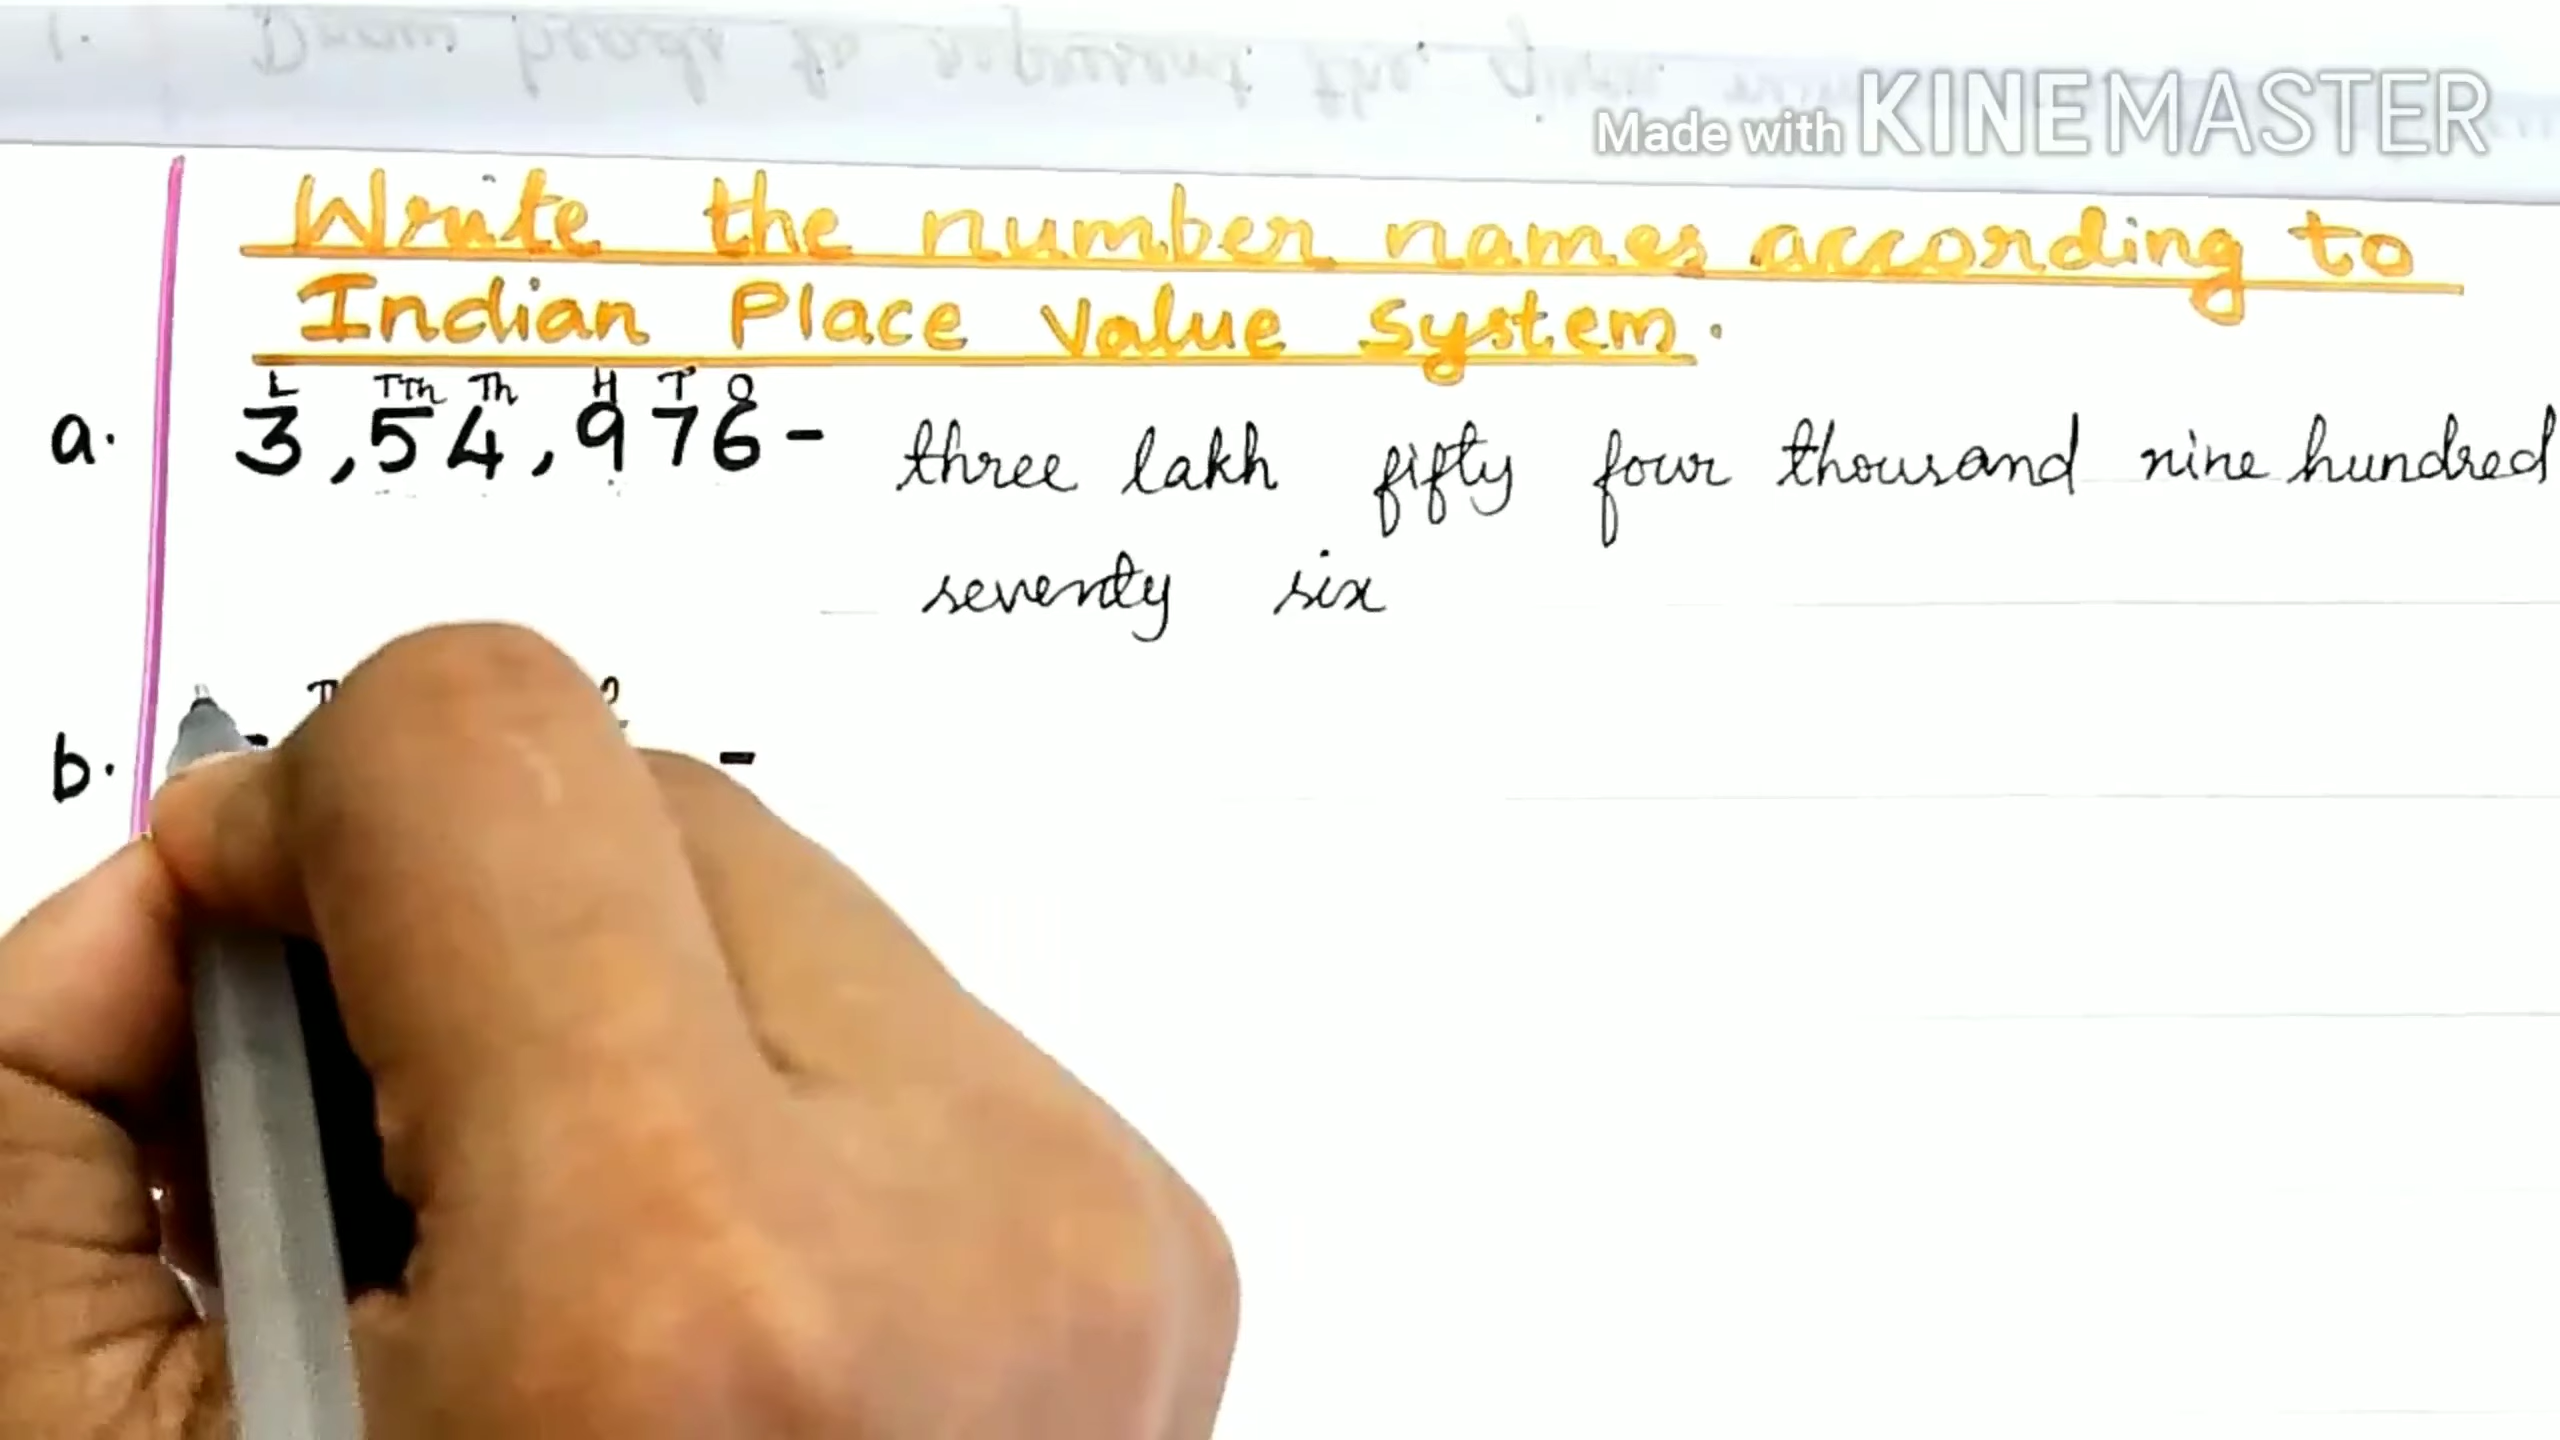 Made with KINEMASTER
Write the number names according to
Indian Place Value System.
L TTh Th H T O
a. 3,54,976 - three lakh fifty four thousand nine hundred
seventy six
b. -